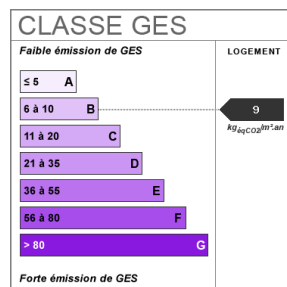 CLASSE GES
Faible émission de GES
LOGEMENT
≤ 5 A
6 à 10 B
9
kgéqCO2/m².an
11 à 20 C
21 à 35 D
36 à 55 E
56 à 80 F
> 80 G
Forte émission de GES